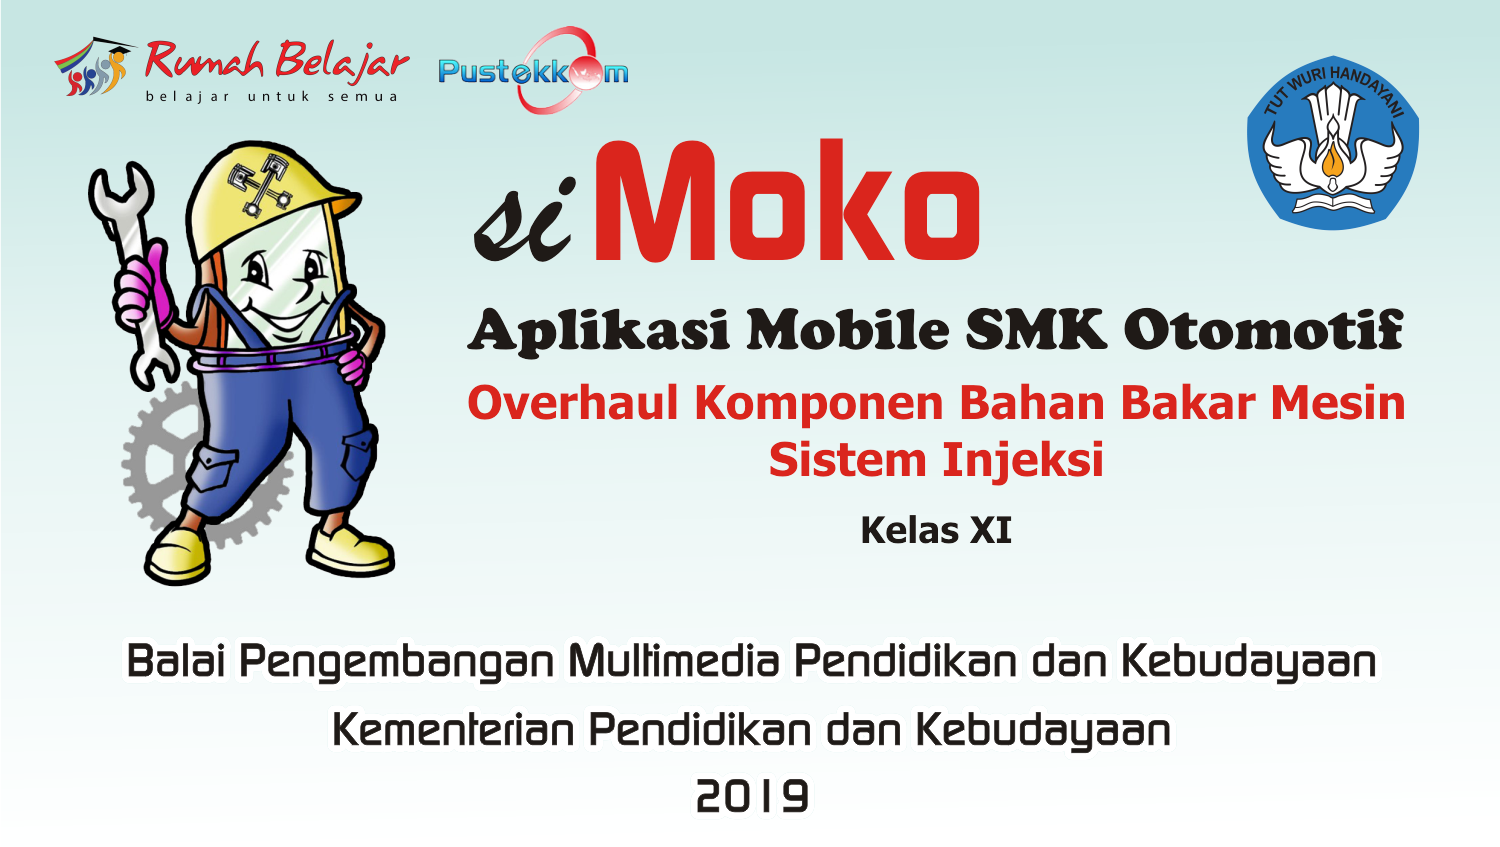 Rumah Belajar
belajar untuk semua
Pustekkom
TUT WURI HANDAYANI
si Moko
Aplikasi Mobile SMK Otomotif
Overhaul Komponen Bahan Bakar Mesin
Sistem Injeksi
Kelas XI
Balai Pengembangan Multimedia Pendidikan dan Kebudayaan
Kementerian Pendidikan dan Kebudayaan
2019